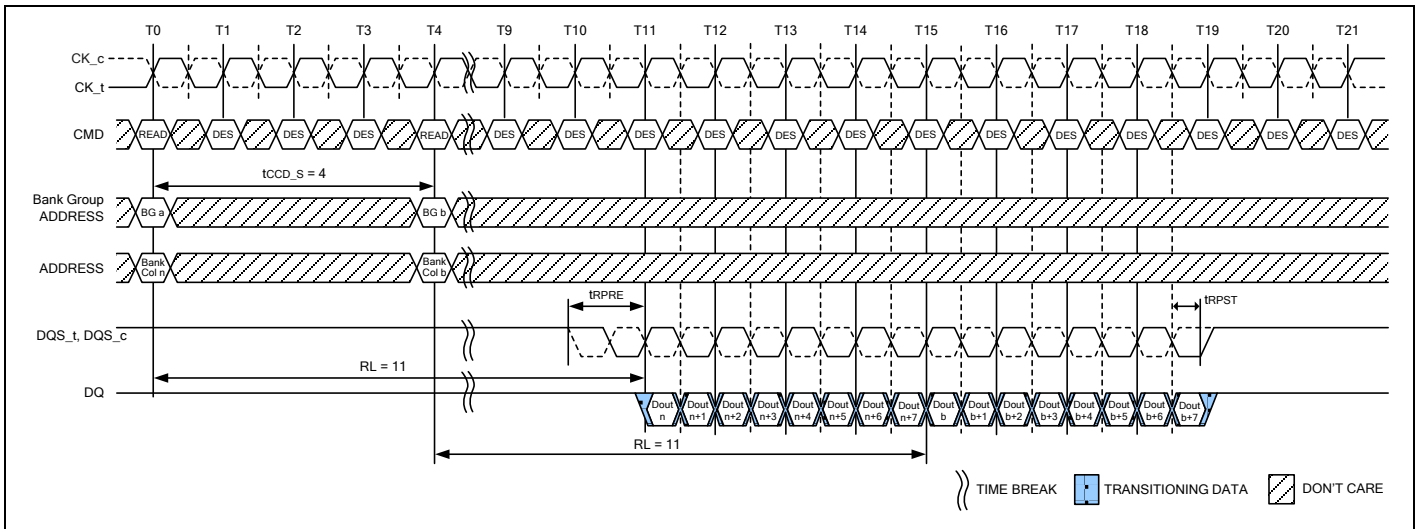 T0 T1 T2 T3 T4 T9 T10 T11 T12 T13 T14 T15 T16 T17 T18 T19 T20 T21
CK_c
CK_t
CMD READ DES DES DES READ DES DES DES DES DES DES DES DES DES DES DES DES DES
tCCD_S = 4
Bank Group
ADDRESS BG a BG b
ADDRESS Bank Col n Bank Col b
tRPRE tRPST
DQS_t, DQS_c
RL = 11
DQ Dout n Dout n+1 Dout n+2 Dout n+3 Dout n+4 Dout n+5 Dout n+6 Dout n+7 Dout b Dout b+1 Dout b+2 Dout b+3 Dout b+4 Dout b+5 Dout b+6 Dout b+7
RL = 11
TIME BREAK TRANSITIONING DATA DON'T CARE